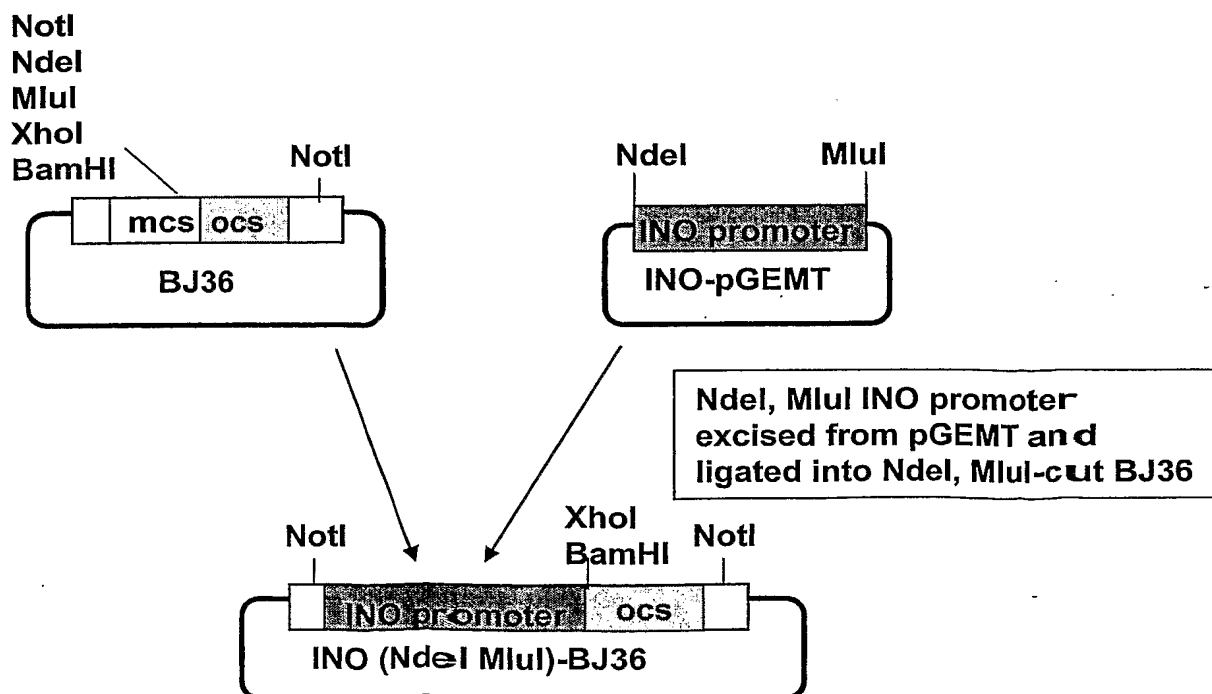 NotI
NdeI
MluI
XhoI
BamHI
NotI
mcs
ocs
BJ36
NdeI
MluI
INO promoter
INO-pGEMT
NdeI, MluI INO promoter
excised from pGEMT and
ligated into NdeI, MluI-cut BJ36
NotI
XhoI
BamHI
NotI
INO promoter
ocs
INO (NdeI MluI)-BJ36